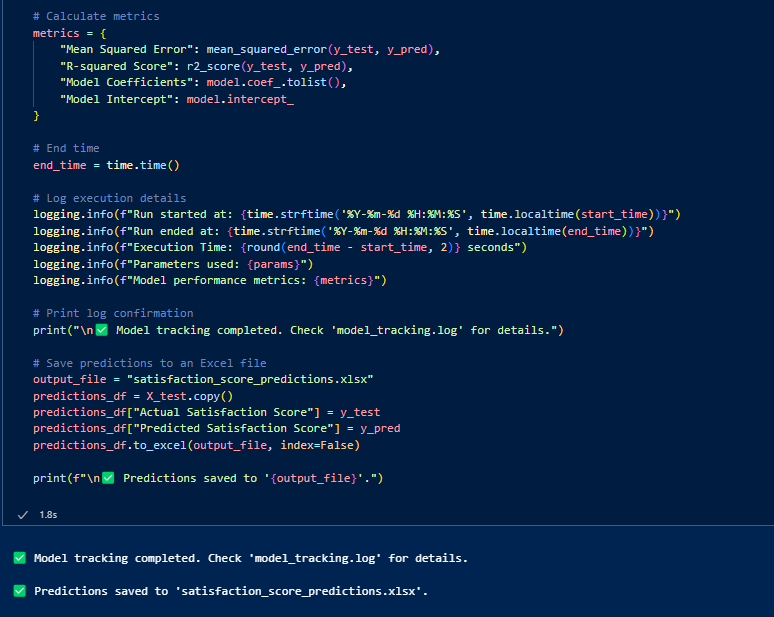 # Calculate metrics
metrics = {
    "Mean Squared Error": mean_squared_error(y_test, y_pred),
    "R-squared Score": r2_score(y_test, y_pred),
    "Model Coefficients": model.coef_.tolist(),
    "Model Intercept": model.intercept_
}
# End time
end_time = time.time()
# Log execution details
logging.info(f"Run started at: {time.strftime('%Y-%m-%d %H:%M:%S', time.localtime(start_time))}")
logging.info(f"Run ended at: {time.strftime('%Y-%m-%d %H:%M:%S', time.localtime(end_time))}")
logging.info(f"Execution Time: {round(end_time - start_time, 2)} seconds")
logging.info(f"Parameters used: {params}")
logging.info(f"Model performance metrics: {metrics}")
# Print log confirmation
print("\n✅ Model tracking completed. Check 'model_tracking.log' for details.")
# Save predictions to an Excel file
output_file = "satisfaction_score_predictions.xlsx"
predictions_df = X_test.copy()
predictions_df["Actual Satisfaction Score"] = y_test
predictions_df["Predicted Satisfaction Score"] = y_pred
predictions_df.to_excel(output_file, index=False)
print(f"\n✅ Predictions saved to '{output_file}'.")
✓ 1.8s
✅ Model tracking completed. Check 'model_tracking.log' for details.
✅ Predictions saved to 'satisfaction_score_predictions.xlsx'.